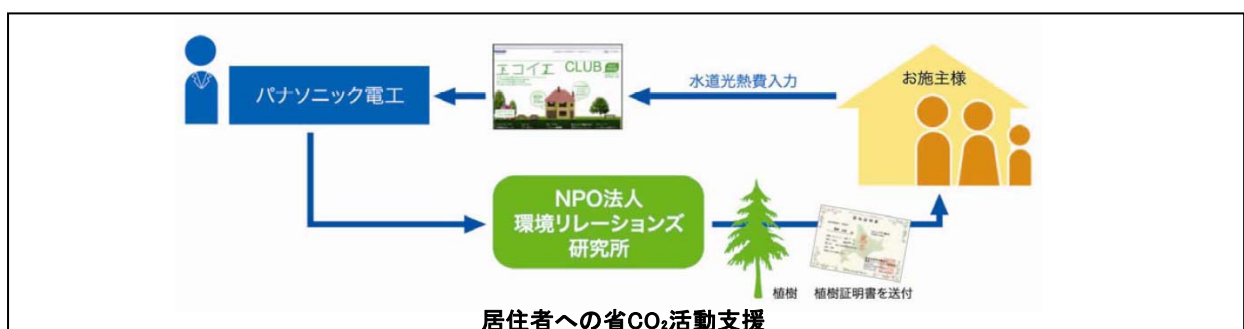 エコイエ CLUB
パナソニック電工
水道光熱費入力
お施主様
NPO法人
環境リレーションズ
研究所
植樹
植樹証明書を送付
居住者への省CO₂活動支援